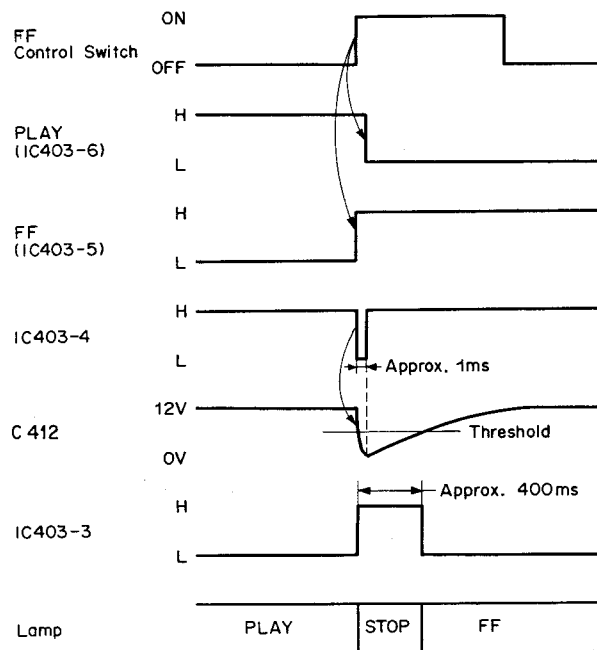 FF
Control Switch
ON
OFF
PLAY
(IC403-6)
H
L
FF
(IC403-5)
H
L
IC403-4
H
L
Approx. 1ms
C 412
12V
0V
Threshold
IC403-3
H
L
Approx. 400ms
Lamp
PLAY
STOP
FF